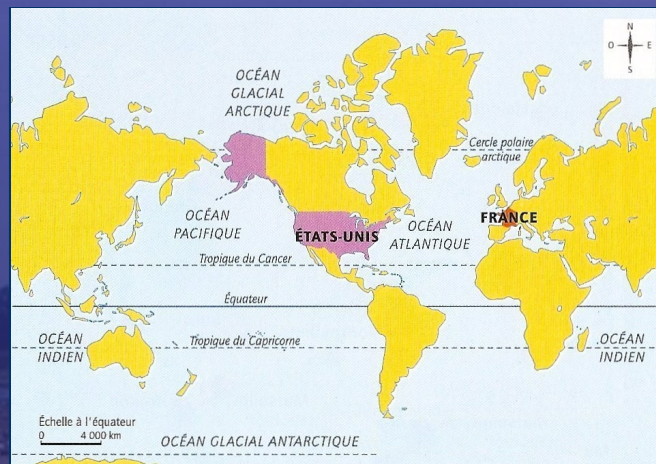 N
O E
S
OCÉAN
GLACIAL
ARCTIQUE
Cercle polaire
arctique
OCÉAN
PACIFIQUE
ÉTATS-UNIS
OCÉAN
ATLANTIQUE
FRANCE
Tropique du Cancer
Équateur
OCÉAN
INDIEN
Tropique du Capricorne
OCÉAN
INDIEN
Échelle à l'équateur
0 4 000 km
OCÉAN GLACIAL ANTARCTIQUE